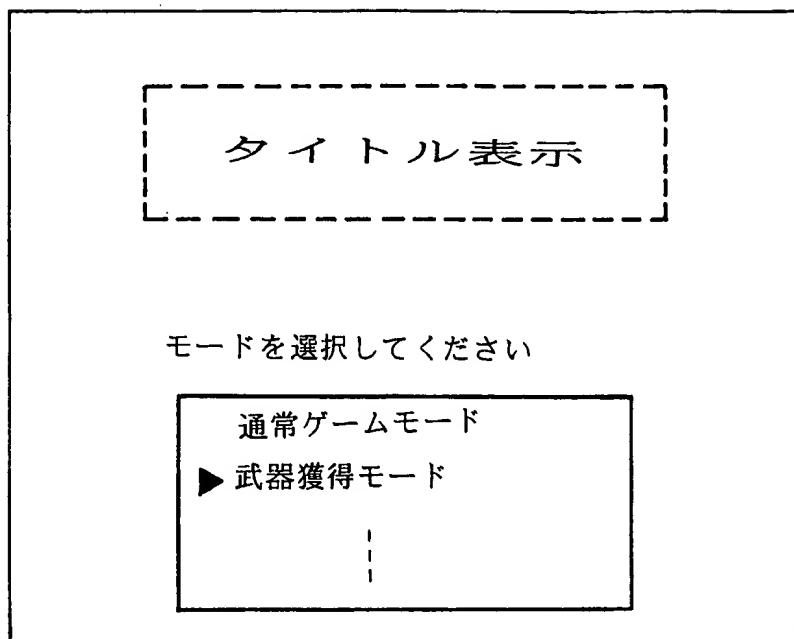 タイトル表示
モードを選択してください
通常ゲームモード
▶武器獲得モード